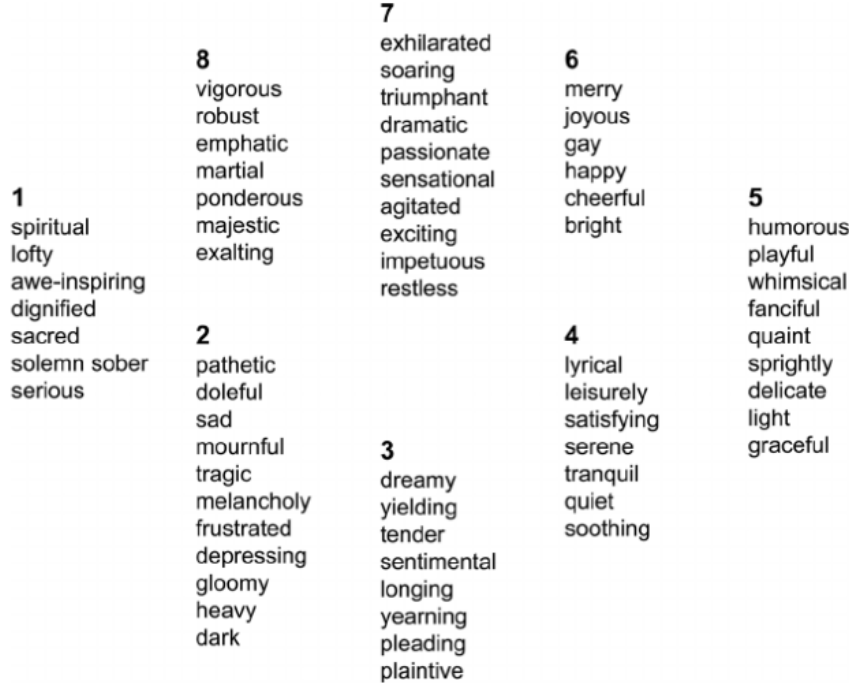 7
exhilarated
soaring
triumphant
dramatic
passionate
sensational
agitated
exciting
impetuous
restless
8
vigorous
robust
emphatic
martial
ponderous
majestic
exalting
6
merry
joyous
gay
happy
cheerful
bright
1
spiritual
lofty
awe-inspiring
dignified
sacred
solemn sober
serious
5
humorous
playful
whimsical
fanciful
quaint
sprightly
delicate
light
graceful
2
pathetic
doleful
sad
mournful
tragic
melancholy
frustrated
depressing
gloomy
heavy
dark
4
lyrical
leisurely
satisfying
serene
tranquil
quiet
soothing
3
dreamy
yielding
tender
sentimental
longing
yearning
pleading
plaintive